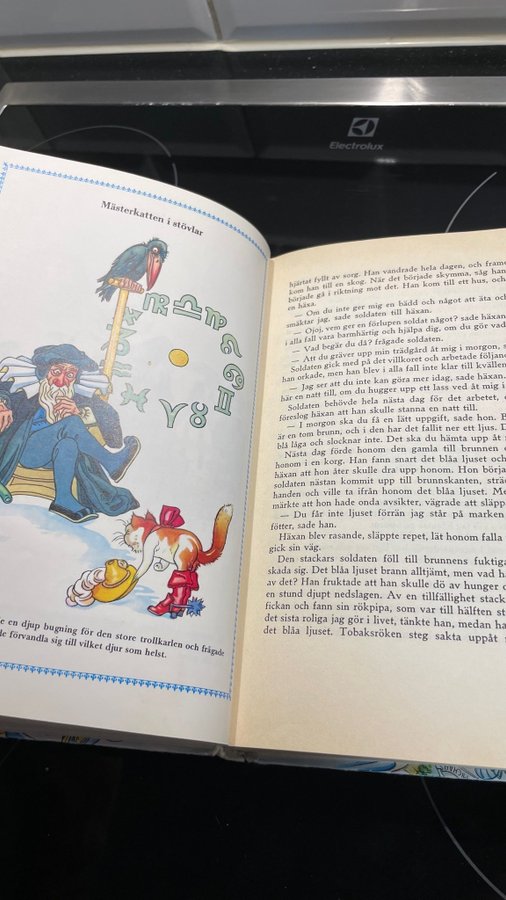 Electrolux
Mästerkatten i stövlar
e en djup bugning för den store trollkarlen och frågade
de förvandla sig till vilket djur som helst.
hjärtat fyllt av sorg. Han vandrade hela dagen, och fram
kom han till en skog. När det började skymma, såg han
började gå i riktning mot det. Han kom till ett hus, och
en häxa.
— Om du inte ger mig en bädd och något att äta och
smäktar jag, sade soldaten till häxan.
— Ojoj, vem ger en förlupen soldat något? sade häxan
i alla fall vara barmhärtig och hjälpa dig, om du gör vad
— Vad begär du då? frågade soldaten.
— Att du gräver upp min trädgård åt mig i morgon,
Soldaten gick med på det villkoret och arbetade följan
han orkade, men han blev i alla fall inte klar till kvällen
— Jag ser att du inte kan göra mer idag, sade häxan.
här en natt till, om du hugger upp ett lass ved åt mig i
Soldaten behövde hela nästa dag för det arbetet,
föreslog häxan att han skulle stanna en natt till.
— I morgon ska du få en lätt uppgift, sade hon.
är en tom brunn, och i den har det fallit ner ett ljus.
blå låga och slocknar inte. Det ska du hämta upp åt
Nästa dag förde honom den gamla till brunnen
honom i en korg. Han fann snart det blåa ljuset och
häxan att hon åter skulle dra upp honom. Hon börja
soldaten nästan kommit upp till brunnskanten, sträc
handen och ville ta ifrån honom det blåa ljuset. Me
märkte att hon hade onda avsikter, vägrade att släpp
— Du får inte ljuset förrän jag står på marken
fötter, sade han.
Häxan blev rasande, släppte repet, lät honom falla
gick sin väg.
Den stackars soldaten föll till brunnens fuktiga
skada sig. Det blåa ljuset brann alltjämt, men vad h
av det? Han fruktade att han skulle dö av hunger
en stund djupt nedslagen. Av en tillfällighet stack
fickan och fann sin rökpipa, som var till hälften st
det sista roliga jag gör i livet, tänkte han, medan ha
det blåa ljuset. Tobaksröken steg sakta uppåt